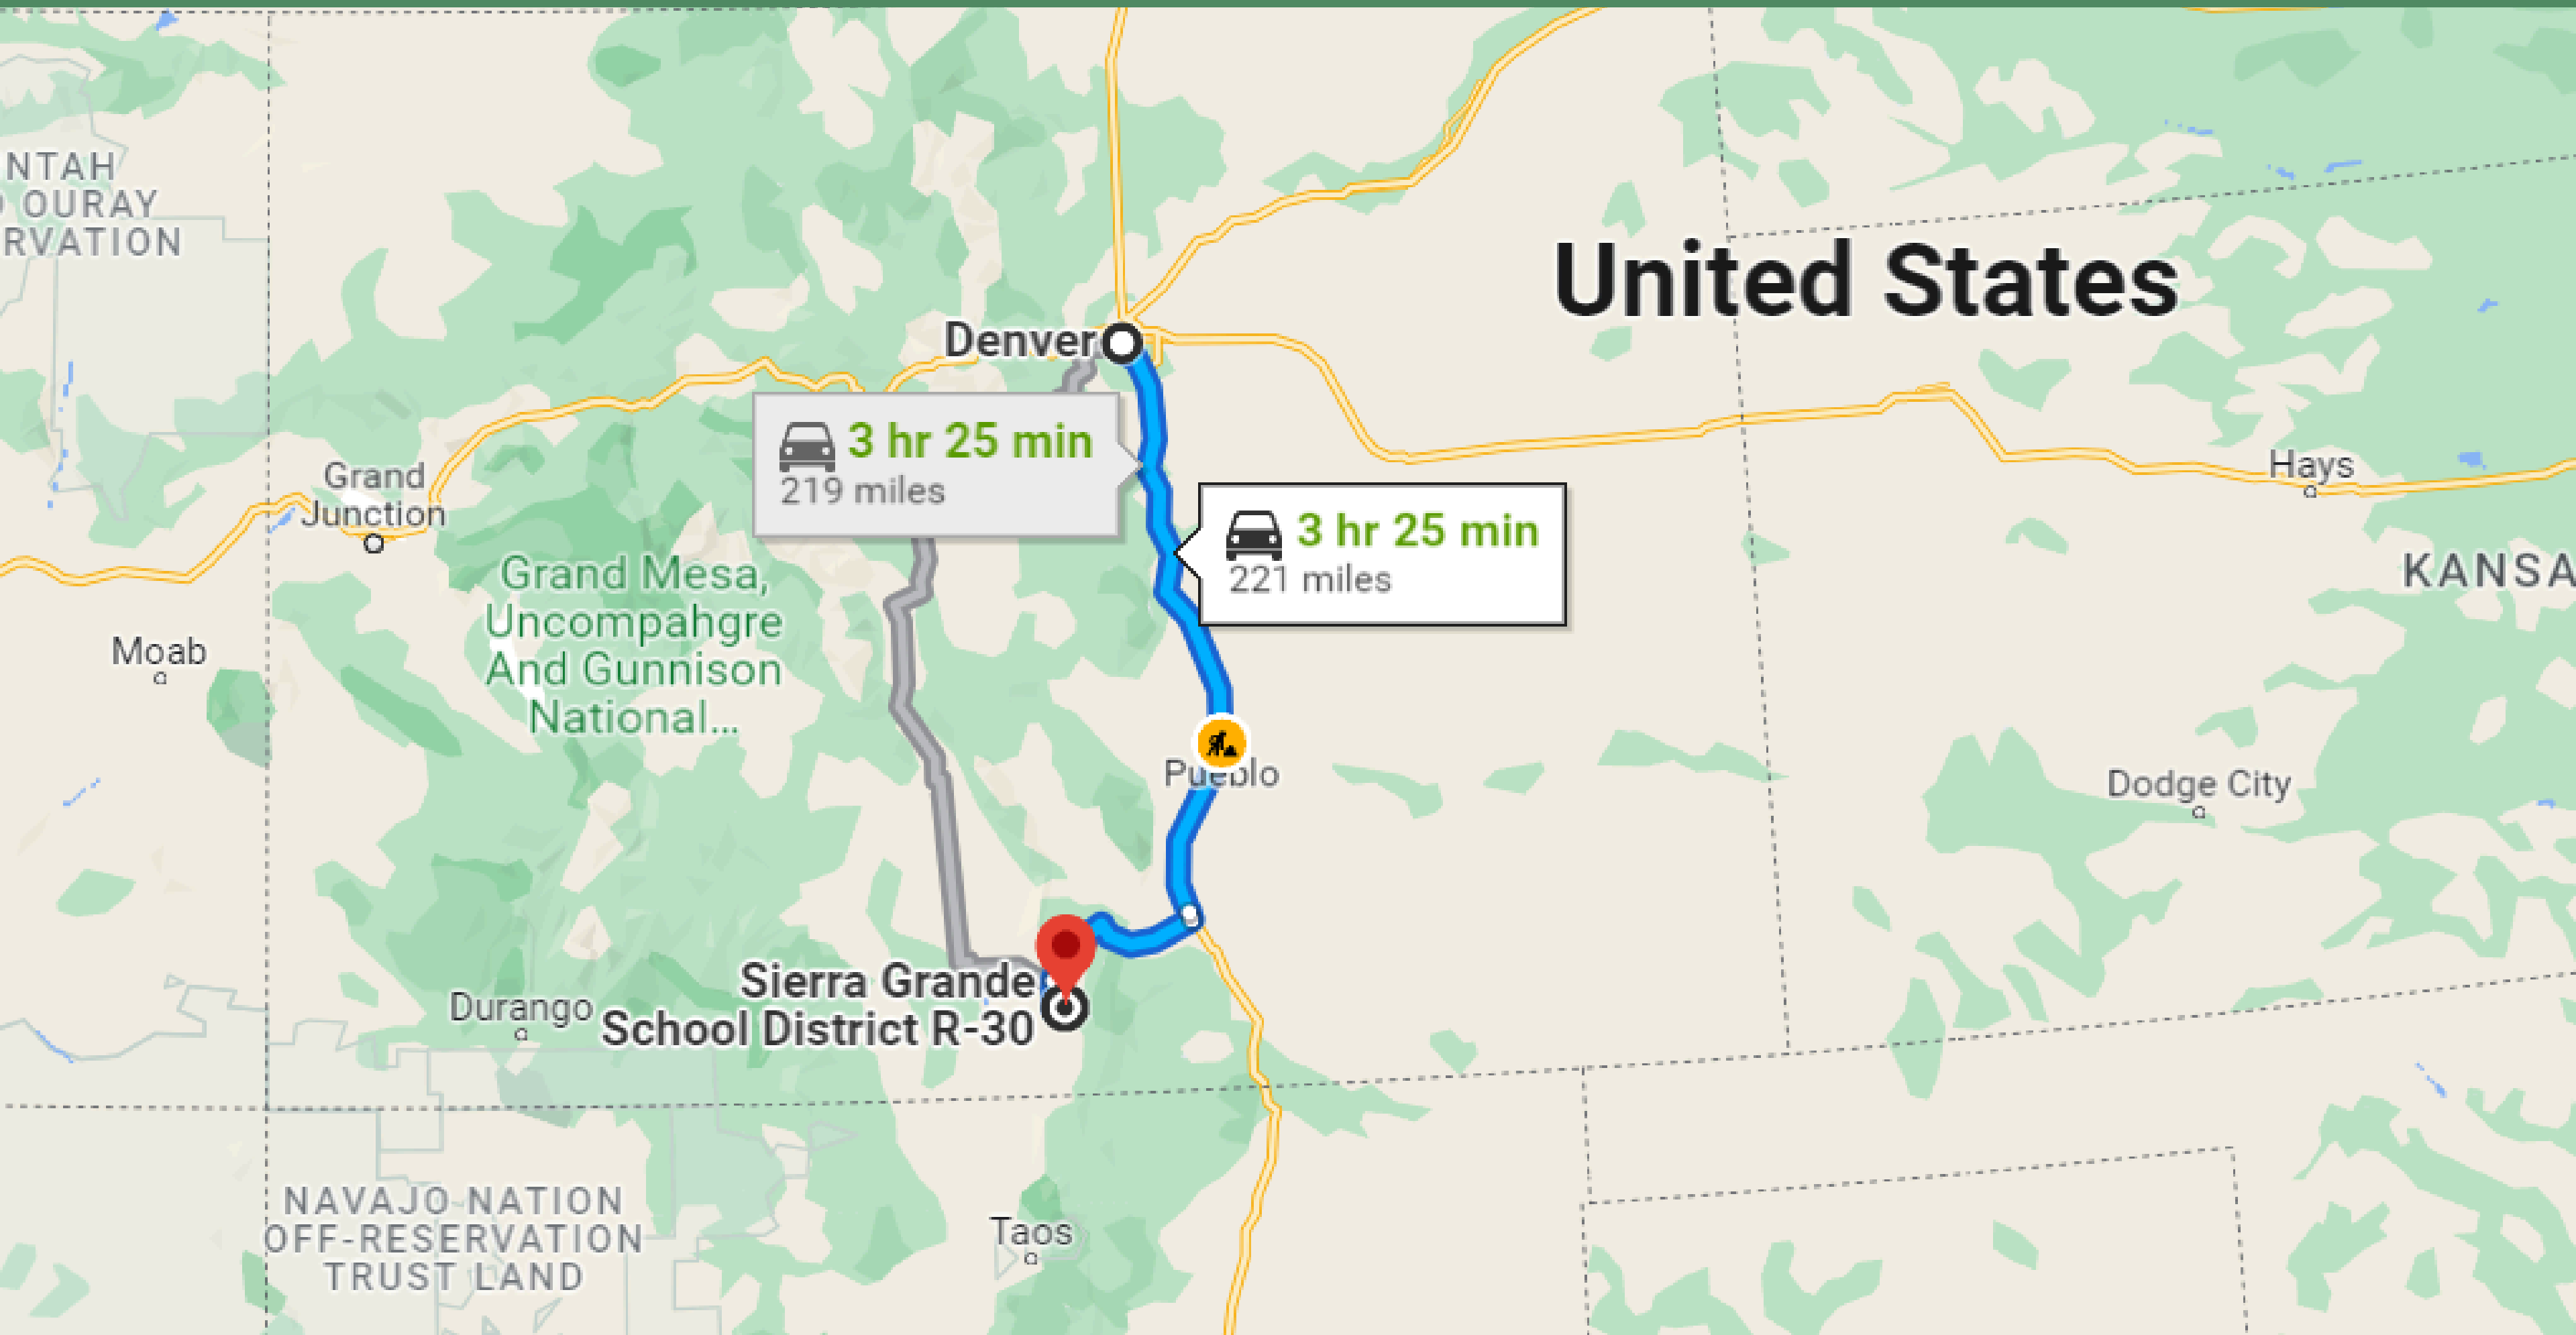 NTAH
OURAY
RVATION
United States
Denver
3 hr 25 min
219 miles
3 hr 25 min
221 miles
Grand
Junction
Hays
KANSA
Grand Mesa,
Uncompahgre
And Gunnison
National...
Moab
Pueblo
Dodge City
Sierra Grande
School District R-30
Durango
NAVAJO NATION
OFF-RESERVATION
TRUST LAND
Taos